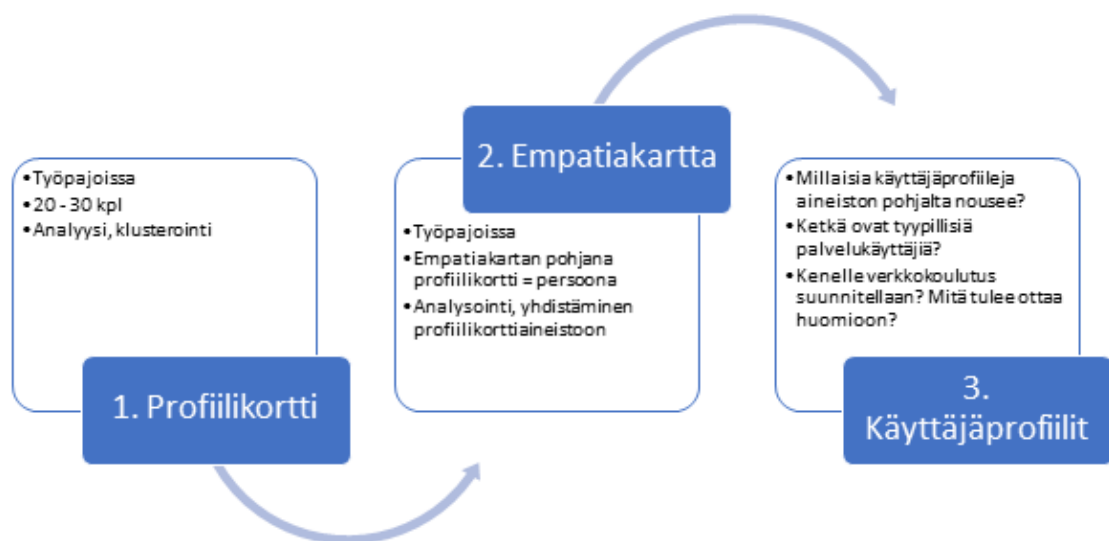 •Työpajoissa
•20 - 30 kpl
•Analyysi, klusterointi
1. Profiilikortti
2. Empatiakartta
•Työpajoissa
•Empatiakartan pohjana
profiilikortti = persoona
•Analysointi, yhdistäminen
profiilikorttiaineistoon
•Millaisia käyttäjäprofiileja
aineiston pohjalta nousee?
•Ketkä ovat tyypillisiä
palvelukäyttäjiä?
•Kenelle verkkokoulutus
suunnitellaan? Mitä tulee ottaa
huomioon?
3.
Käyttäjäprofiilit